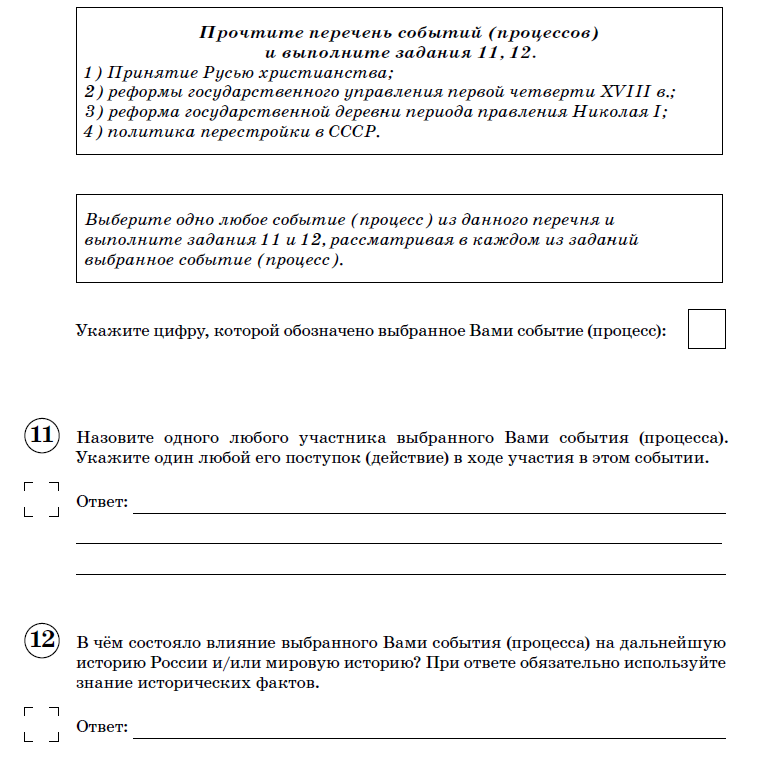 Прочтите перечень событий (процессов)
и выполните задания 11, 12.
1) Принятие Русью христианства;
2) реформы государственного управления первой четверти XVIII в.;
3) реформа государственной деревни периода правления Николая I;
4) политика перестройки в СССР.
Выберите одно любое событие (процесс) из данного перечня и
выполните задания 11 и 12, рассматривая в каждом из заданий
выбранное событие (процесс).
Укажите цифру, которой обозначено выбранное Вами событие (процесс):
11
Назовите одного любого участника выбранного Вами события (процесса).
Укажите один любой его поступок (действие) в ходе участия в этом событии.
Ответ:
12
В чём состояло влияние выбранного Вами события (процесса) на дальнейшую
историю России и/или мировую историю? При ответе обязательно используйте
знание исторических фактов.
Ответ: